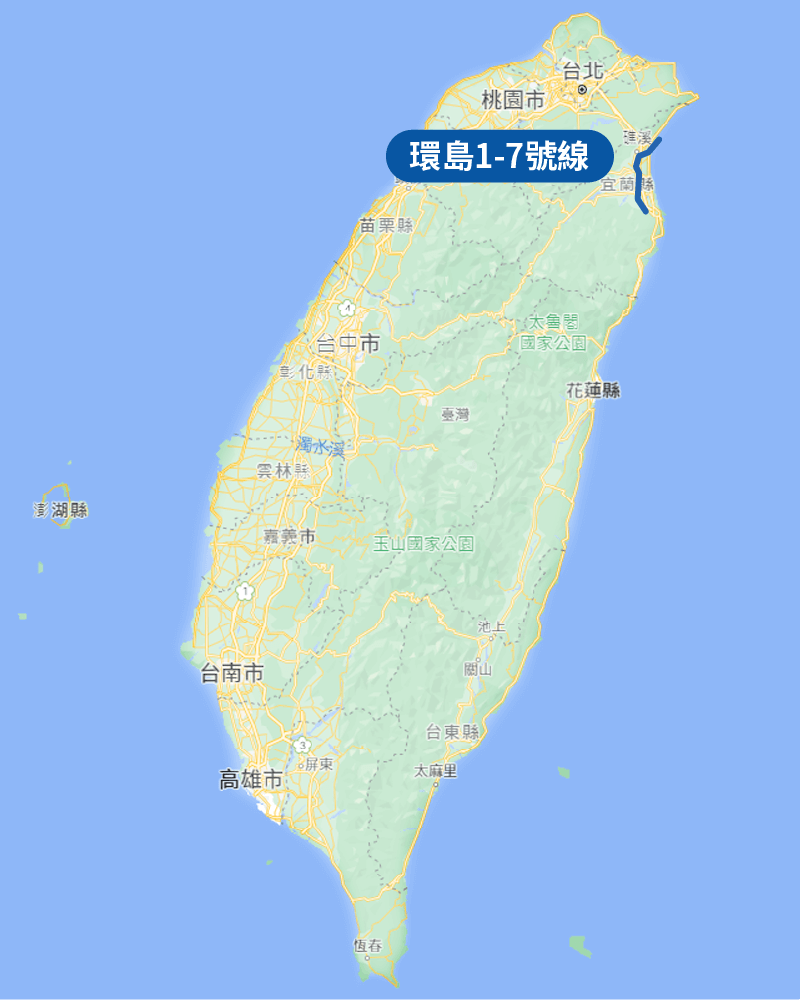 台北
桃園市
礁溪
環島1-7號線
宜蘭縣
苗栗縣
4
太魯閣
國家公園
台中市
彰化縣
花蓮縣
臺灣
濁水溪
雲林縣
澎湖縣
嘉義市
玉山國家公園
1
池上
關山
台南市
台東縣
3
屏東
太麻里
高雄市
恆春